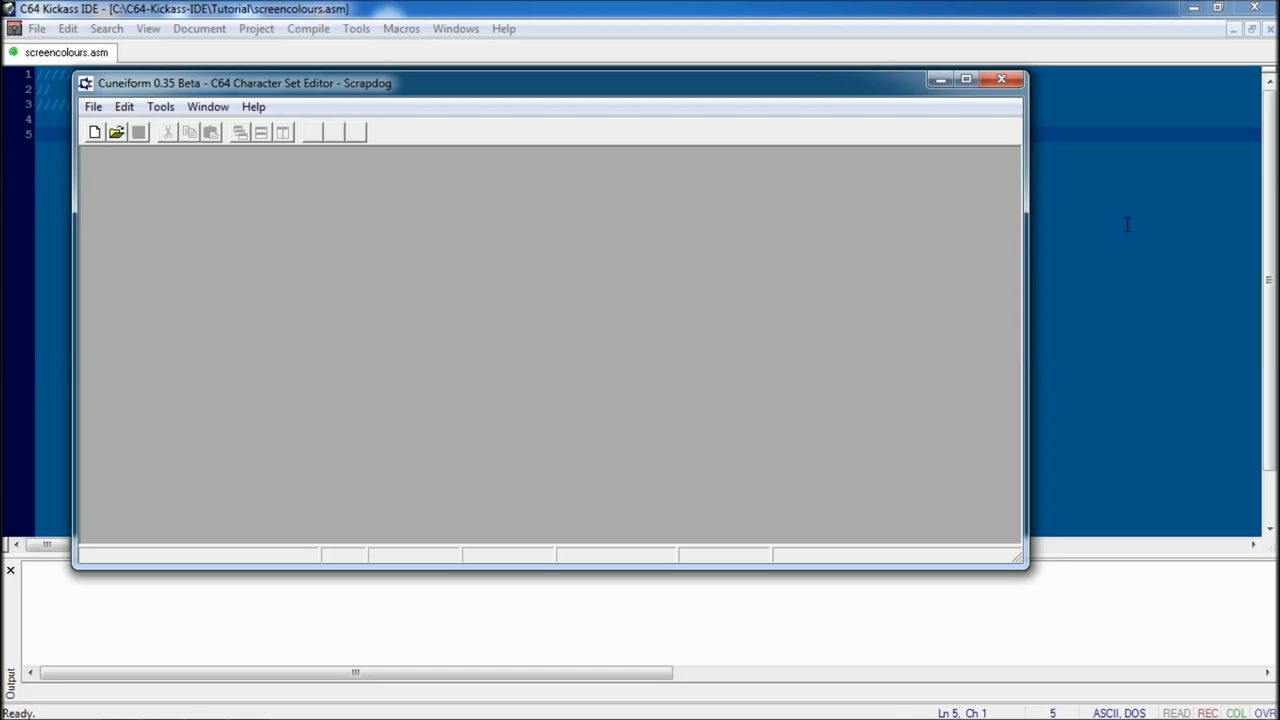 C64 Kickass IDE - [C:\C64-Kickass-IDE\Tutorial\screencolours.asm]
File Edit Search View Document Project Compile Tools Macros Windows Help
screencolours.asm
Cuneiform 0.35 Beta - C64 Character Set Editor - Scrapdog
File Edit Tools Window Help
1 /////
2 //
3 /////
4
5
Output
Ready.
Ln 5, Ch 1 5 ASCII, DOS READ REC COL OVR